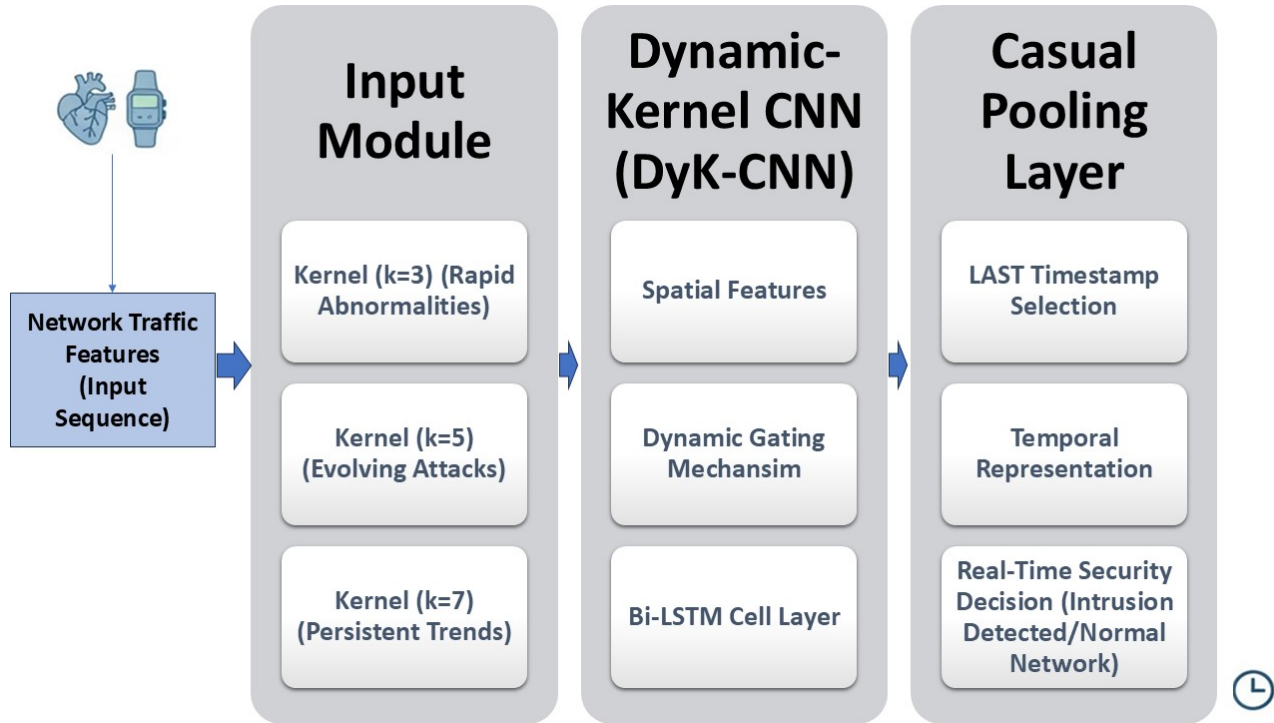 Input
Module
Dynamic-
Kernel CNN
(DyK-CNN)
Casual
Pooling
Layer
Network Traffic
Features
(Input
Sequence)
Kernel (k=3) (Rapid
Abnormalities)
Kernel (k=5)
(Evolving Attacks)
Kernel (k=7)
(Persistent Trends)
Spatial Features
Dynamic Gating
Mechansim
Bi-LSTM Cell Layer
LAST Timestamp
Selection
Temporal
Representation
Real-Time Security
Decision (Intrusion
Detected/Normal
Network)